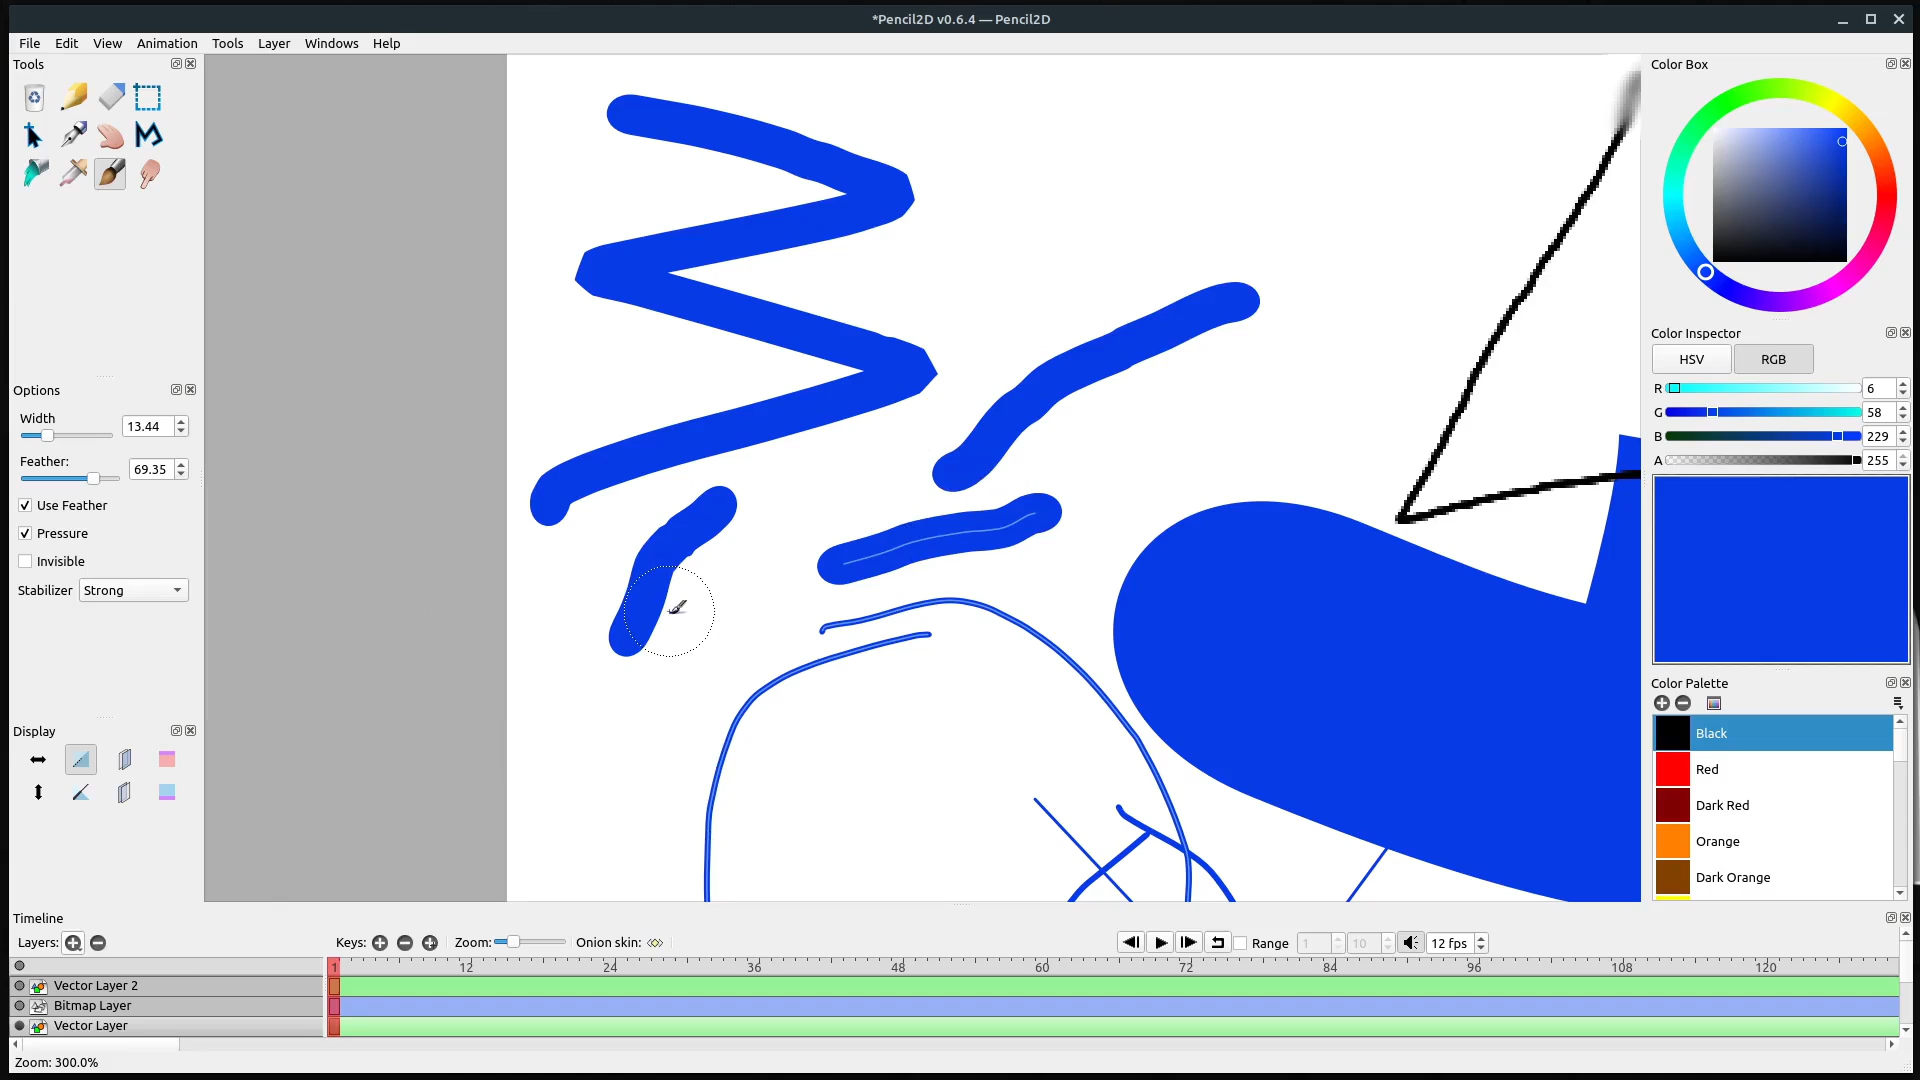 *Pencil2D v0.6.4 — Pencil2D
File Edit View Animation Tools Layer Windows Help
Tools
Options
Width
13.44
Feather:
69.35
Use Feather
Pressure
Invisible
Stabilizer Strong
Display
Color Box
Color Inspector
HSV RGB
R 6
G 58
B 229
A 255
Color Palette
Black
Red
Dark Red
Orange
Dark Orange
Timeline
Layers: Keys: Zoom: Onion skin: Range 1 10 12 fps
1 12 24 36 48 60 72 84 96 108 120
Vector Layer 2
Bitmap Layer
Vector Layer
Zoom: 300.0%